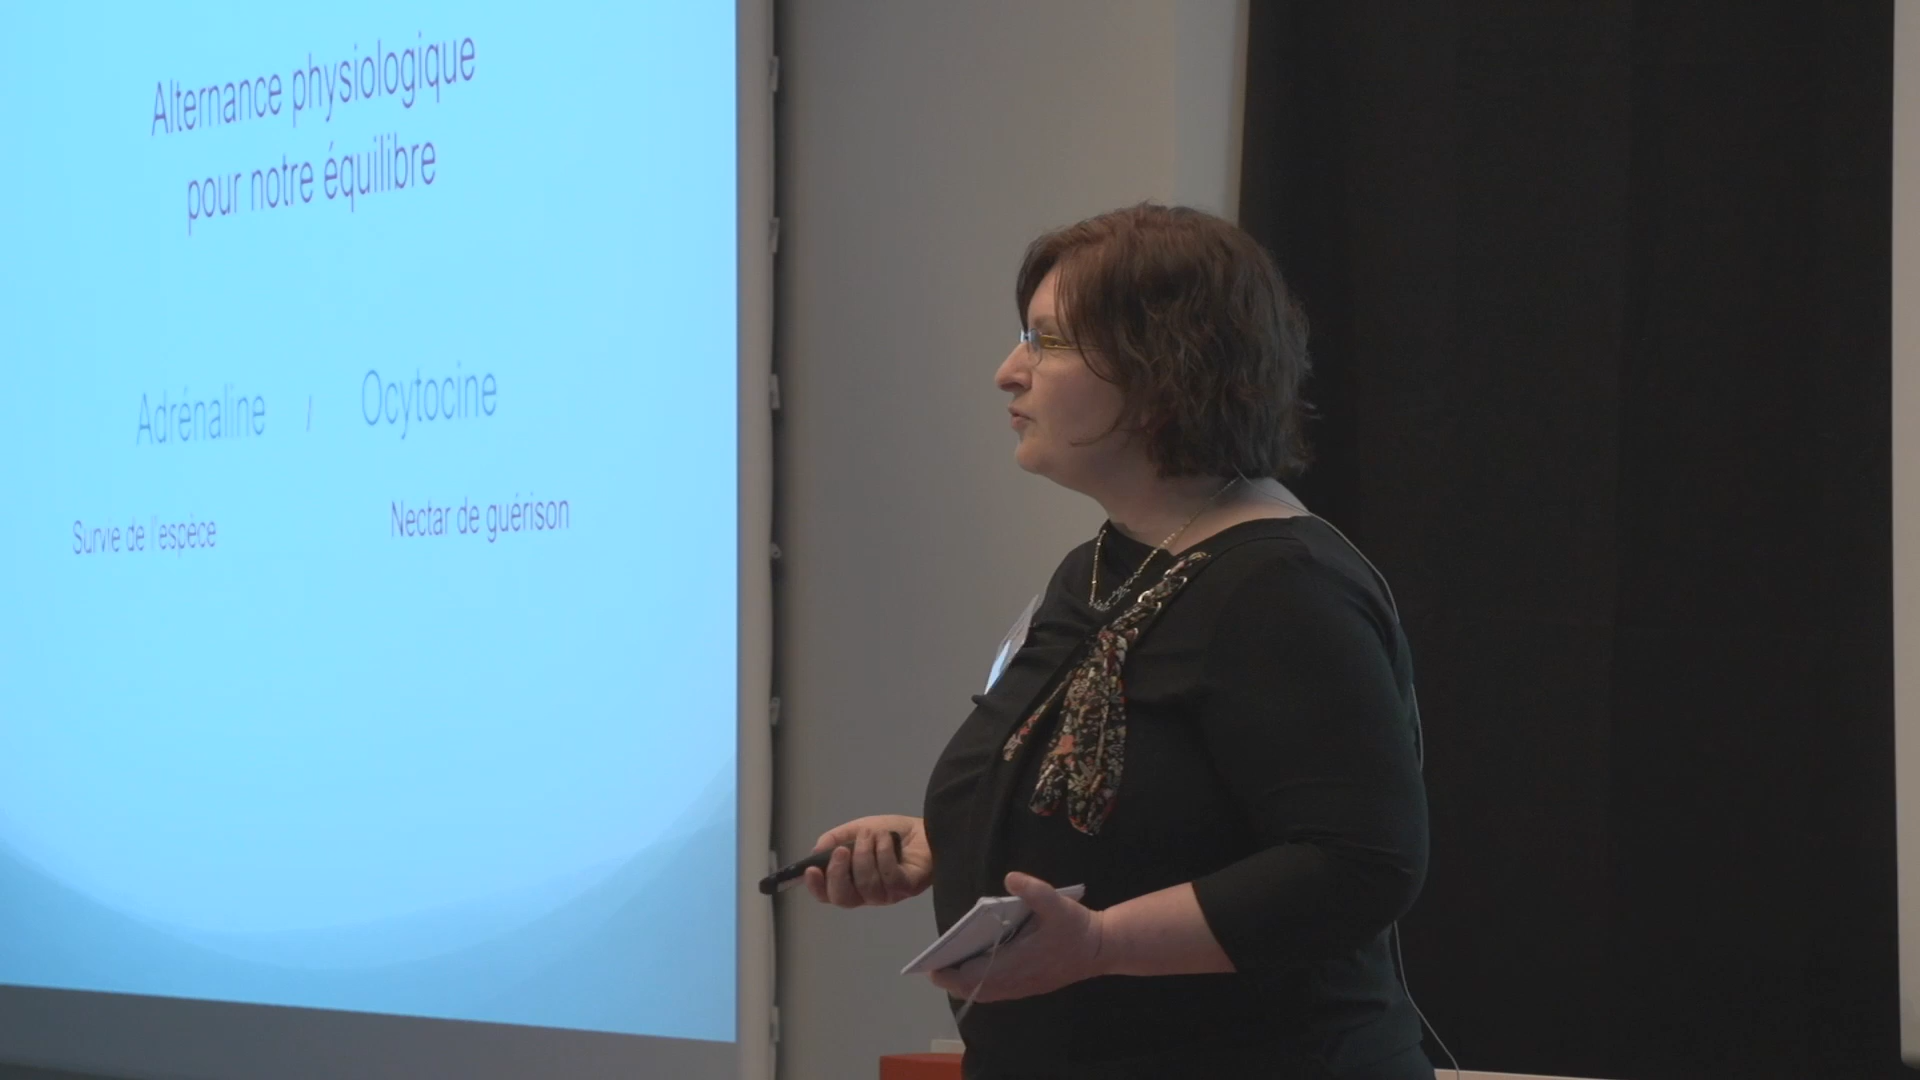 Alternance physiologique
pour notre équilibre
Adrénaline / Ocytocine
Survie de l'espèce Nectar de guérison